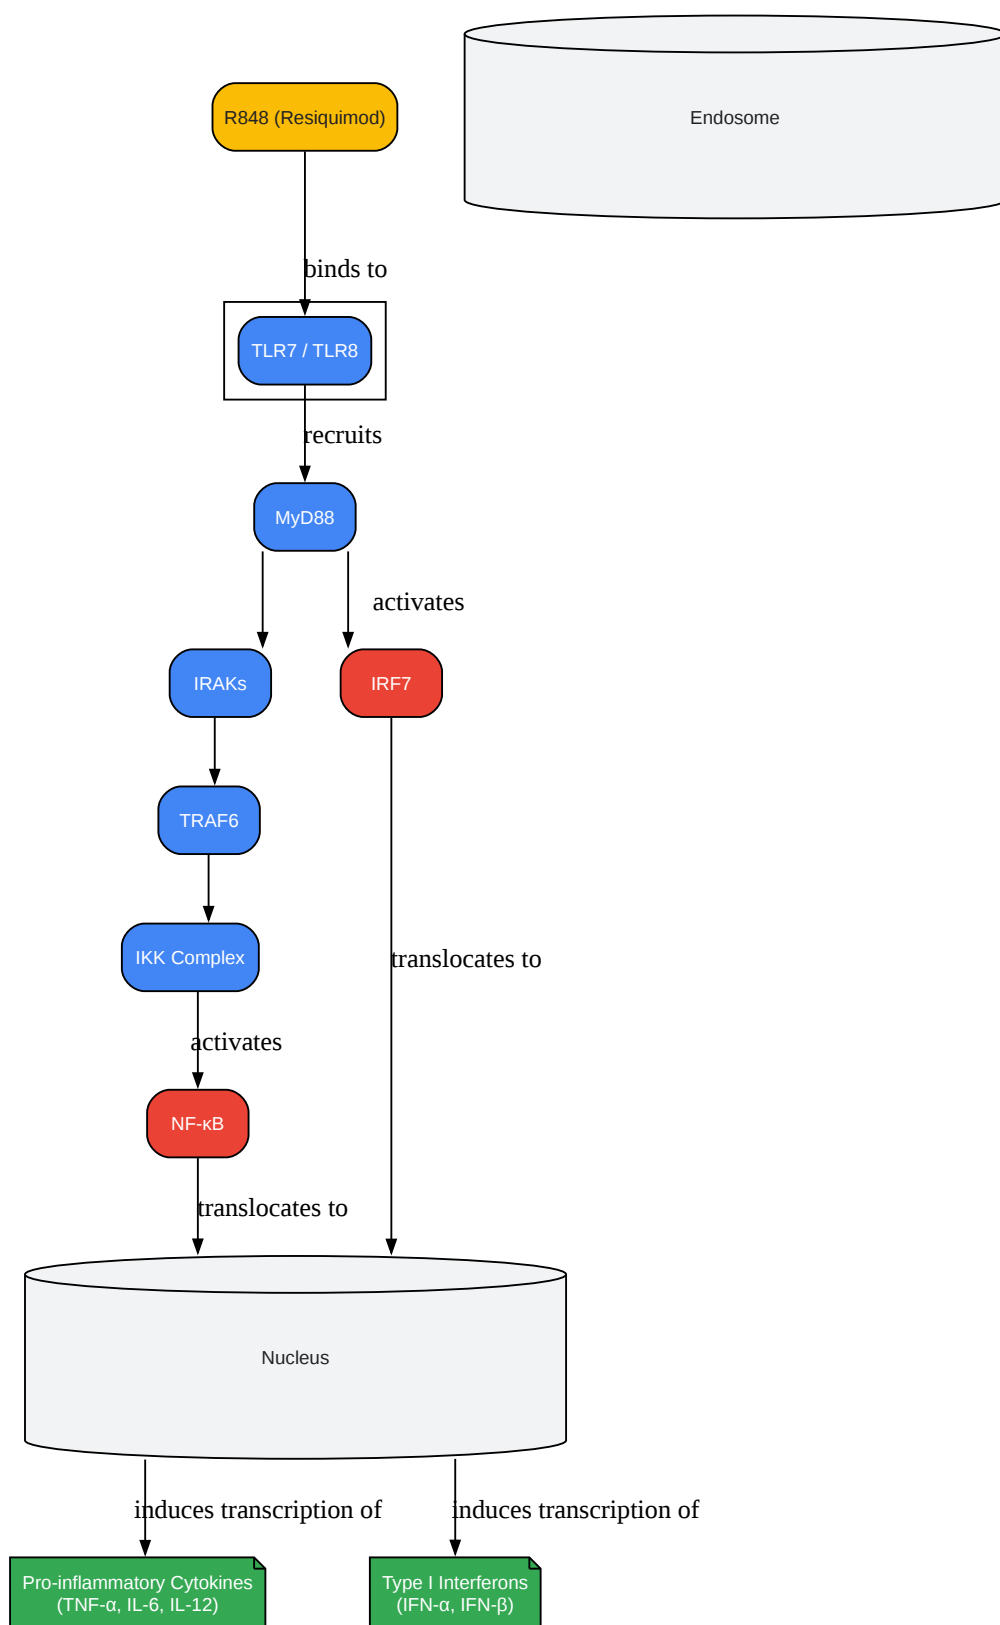 R848 (Resiquimod)
Endosome
binds to
TLR7 / TLR8
recruits
MyD88
activates
IRAKs
IRF7
TRAF6
IKK Complex
translocates to
activates
NF-κB
translocates to
Nucleus
induces transcription of
induces transcription of
Pro-inflammatory Cytokines
(TNF-α, IL-6, IL-12)
Type I Interferons
(IFN-α, IFN-β)